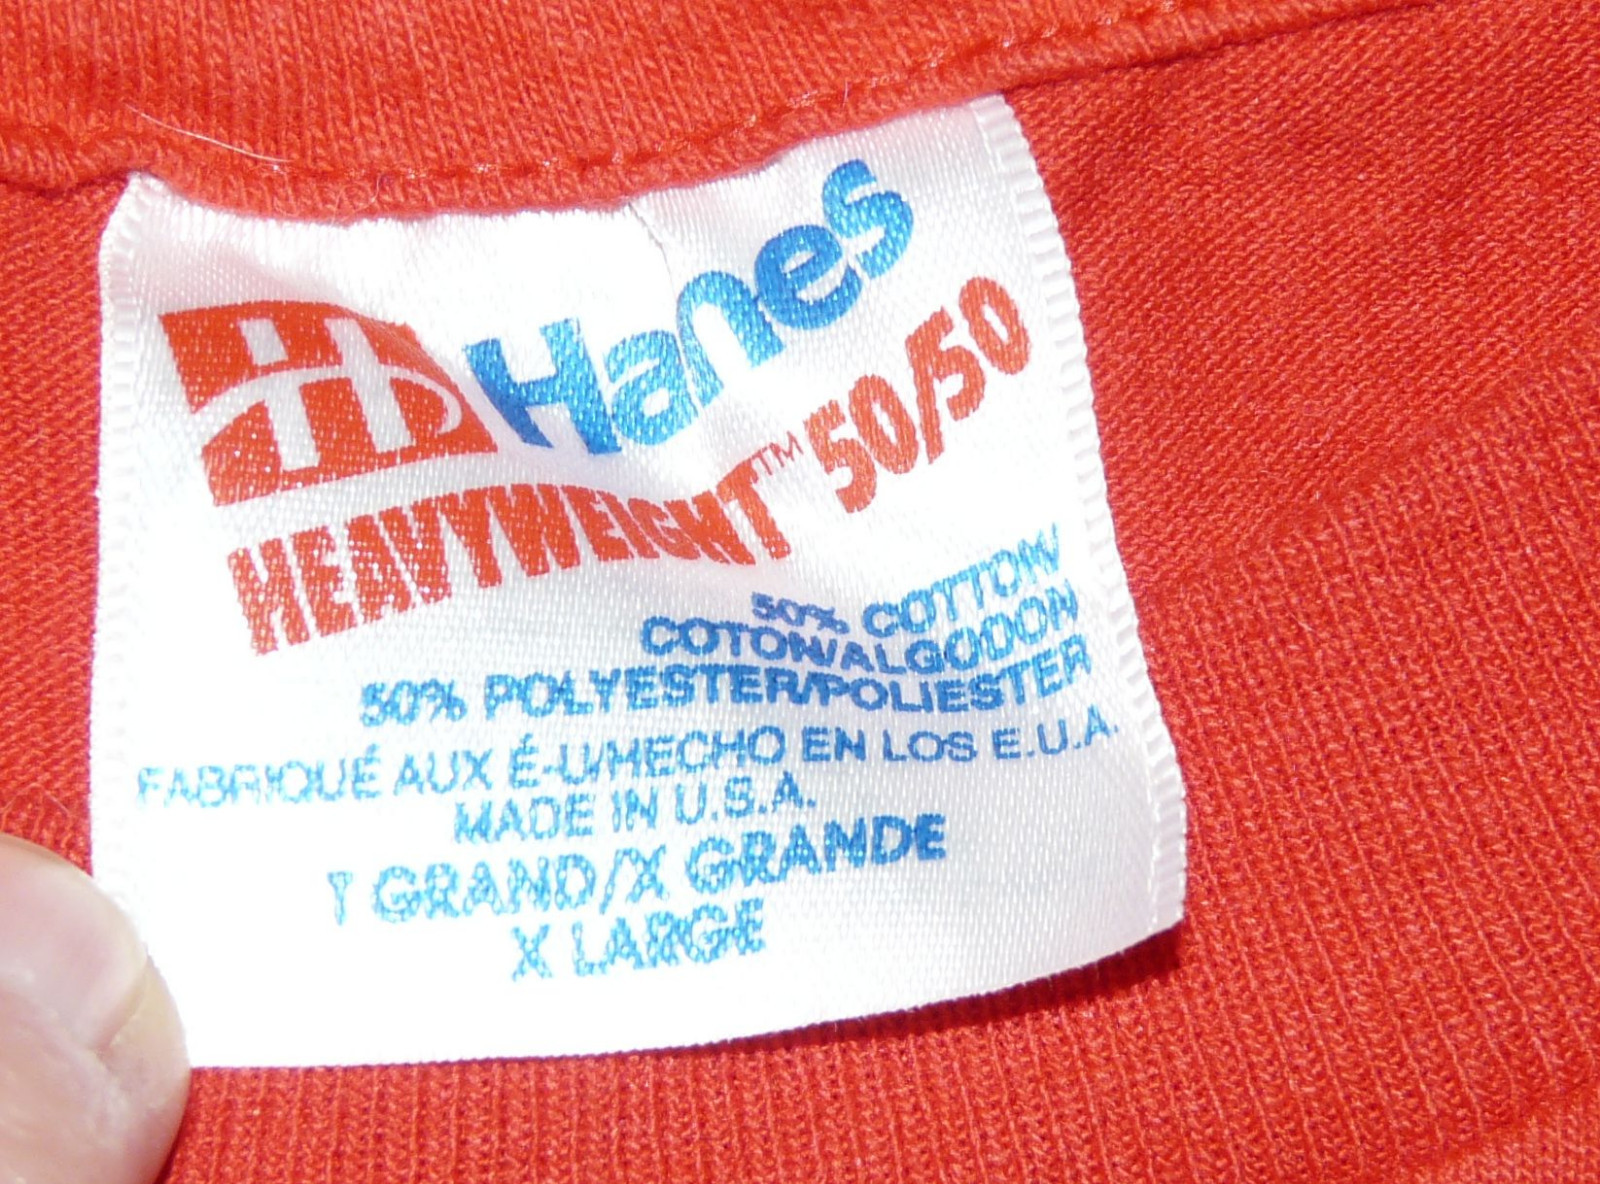 Hanes
HEAVYWEIGHT™ 50/50
50% COTTON/
COTON/ALGODON
50% POLYESTER/POLIESTER
FABRIQUÉ AUX É-U/HECHO EN LOS E.U.A.
MADE IN U.S.A.
T GRAND/X GRANDE
X LARGE